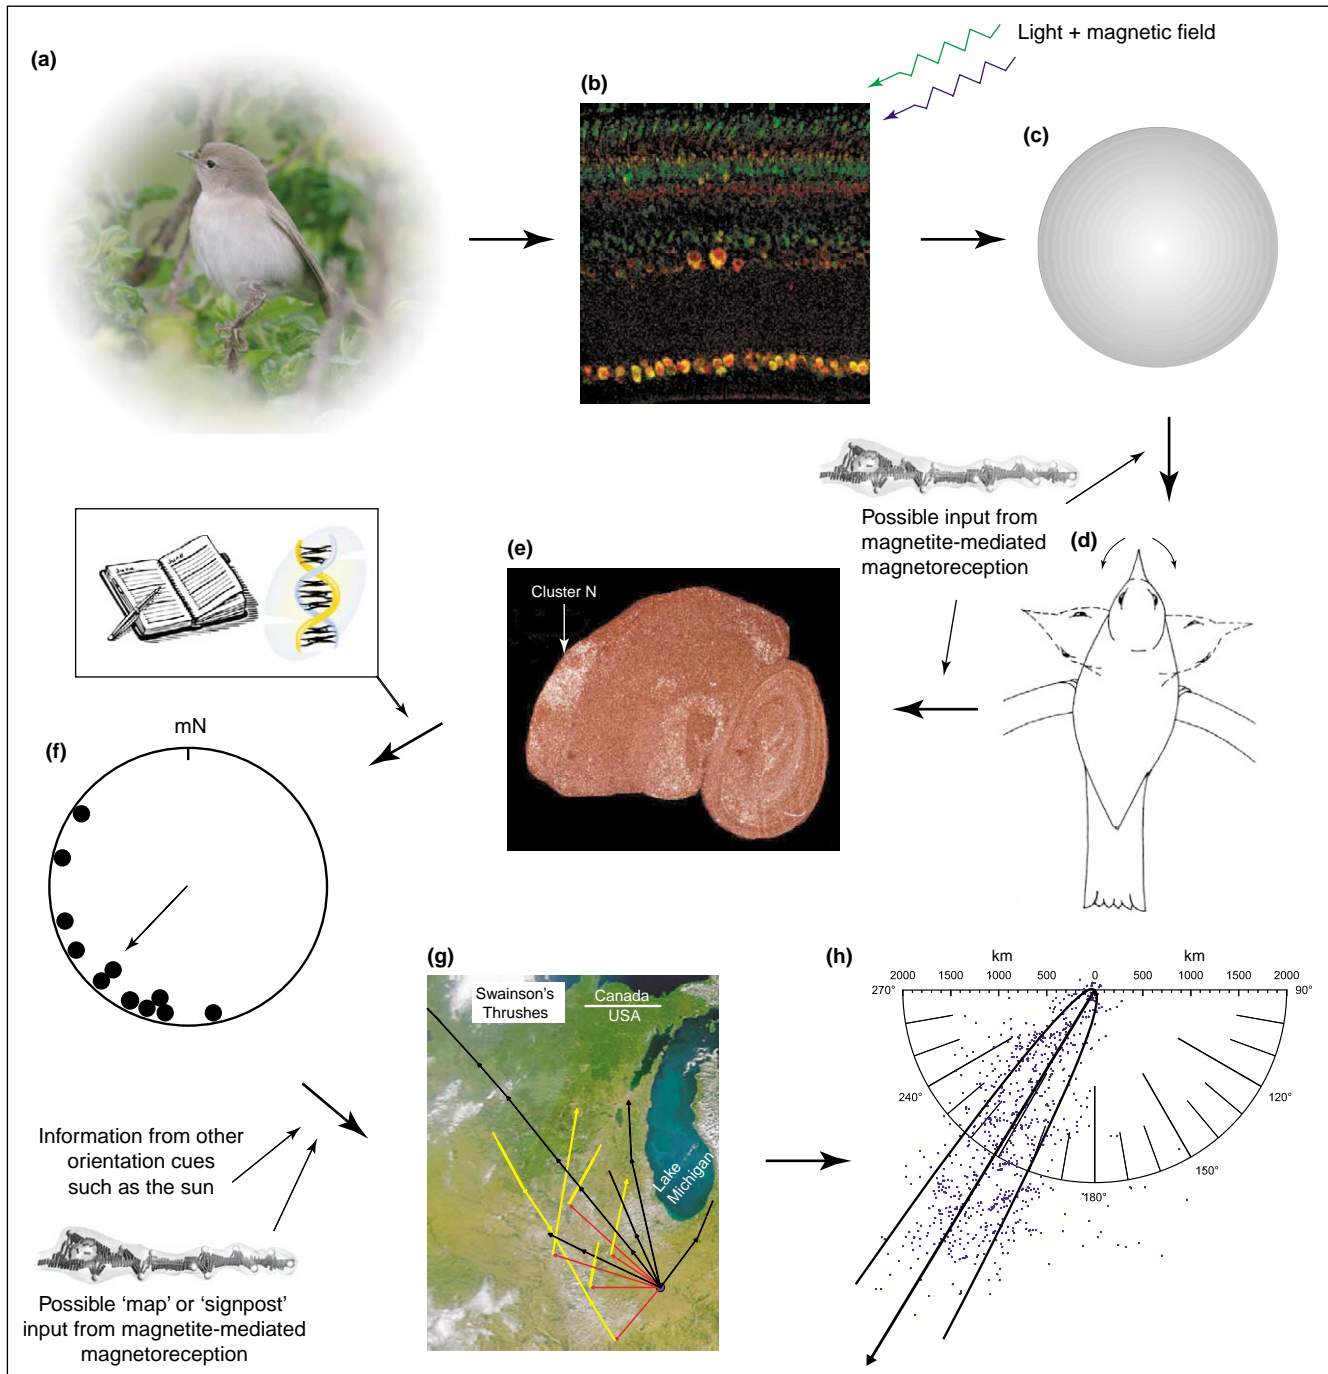 (a)
Light + magnetic field
(b)
(c)
Possible input from
magnetite-mediated
magnetoreception
(d)
(e)
Cluster N
June
June
mN
(f)
(g)
Swainson's
Thrushes
Canada
USA
Lake
Michigan
(h)
km
km
2000
1500
1000
500
0
500
1000
1500
2000
270°
90°
240°
120°
150°
180°
Information from other
orientation cues
such as the sun
Possible ‘map’ or ‘signpost’
input from magnetite-mediated
magnetoreception